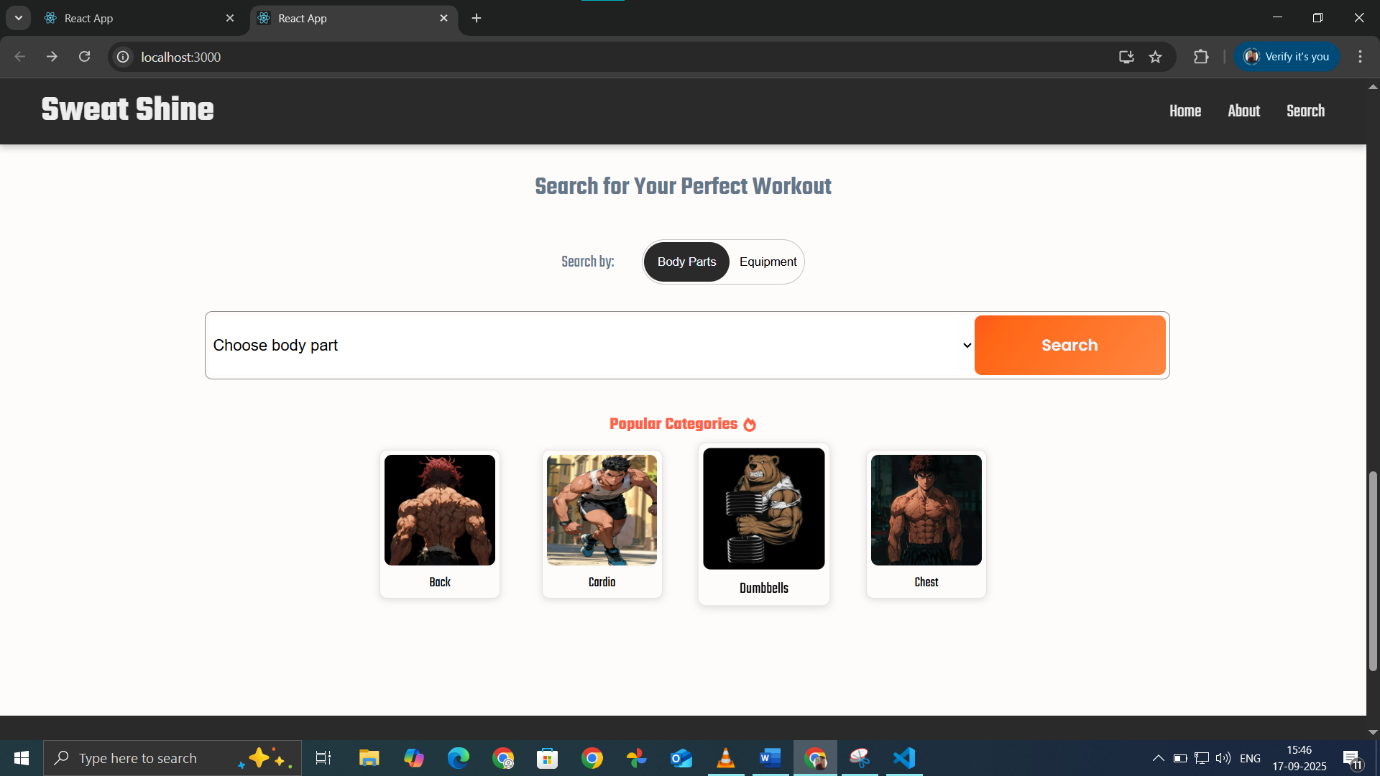 React App
React App
localhost:3000
Verify it's you
Sweat Shine
Home
About
Search
Search for Your Perfect Workout
Search by:
Body Parts
Equipment
Choose body part
Search
Popular Categories
Back
Cardio
Dumbbells
Chest
Type here to search
ENG
15:46
17-09-2025
11